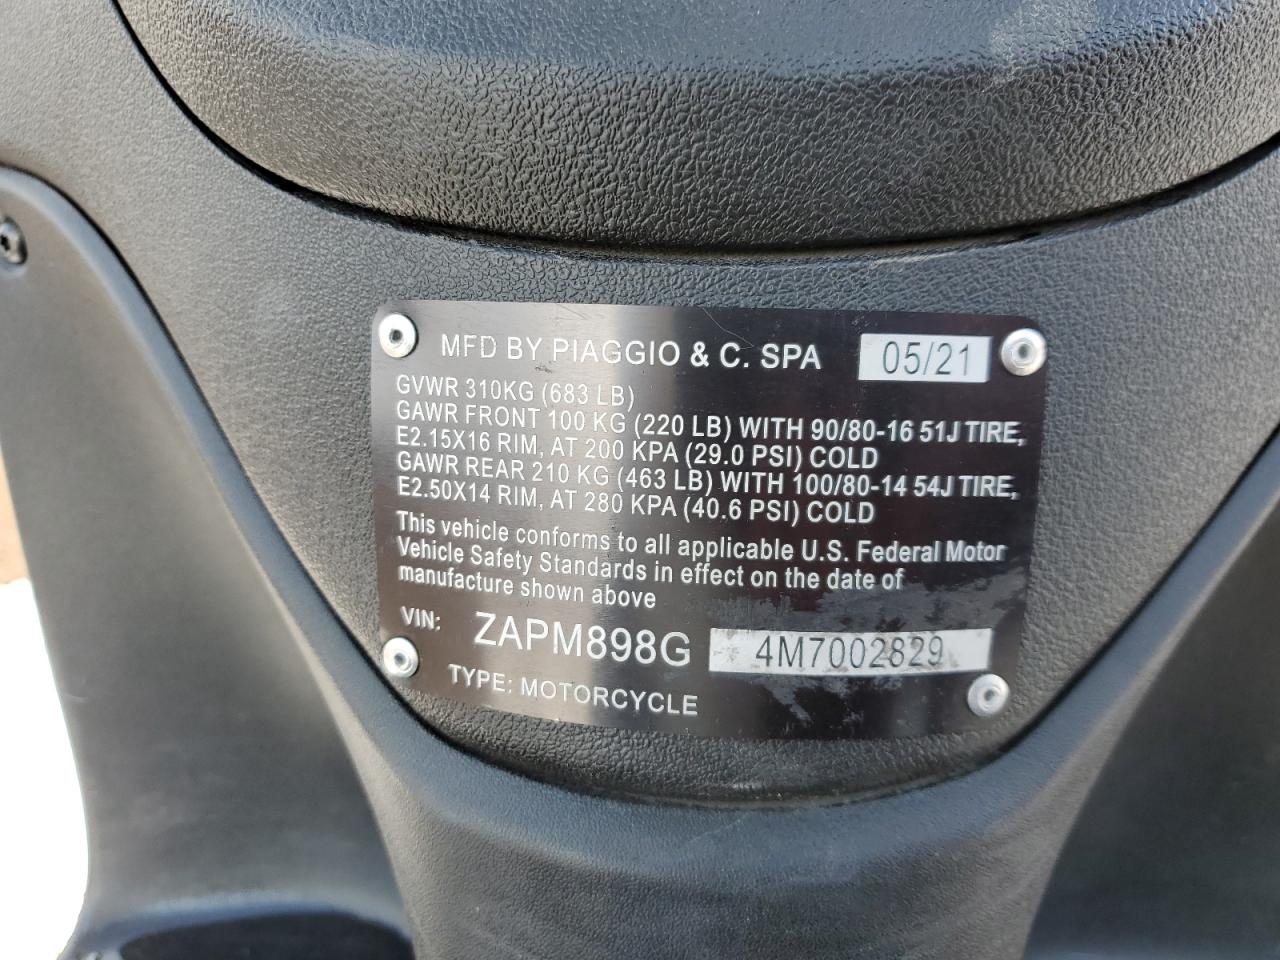 MFD BY PIAGGIO & C. SPA 05/21
GVWR 310KG (683 LB)
GAWR FRONT 100 KG (220 LB) WITH 90/80-16 51J TIRE,
E2.15X16 RIM, AT 200 KPA (29.0 PSI) COLD
GAWR REAR 210 KG (463 LB) WITH 100/80-14 54J TIRE,
E2.50X14 RIM, AT 280 KPA (40.6 PSI) COLD
This vehicle conforms to all applicable U.S. Federal Motor
Vehicle Safety Standards in effect on the date of
manufacture shown above
VIN: ZAPM898G 4M7002829
TYPE: MOTORCYCLE